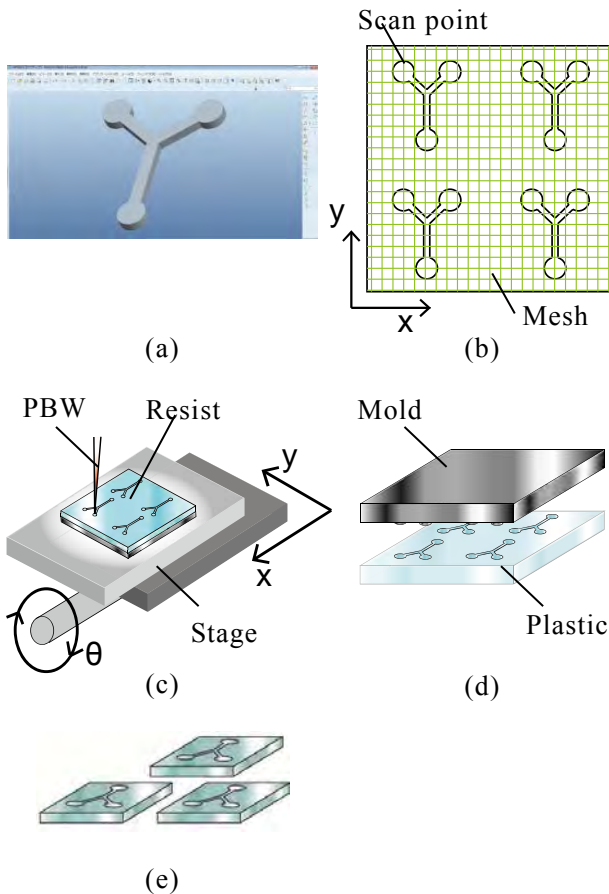 Scan point
y
x
Mesh
(a)
(b)
PBW
Resist
y
x
Stage
θ
(c)
Mold
Plastic
(d)
(e)